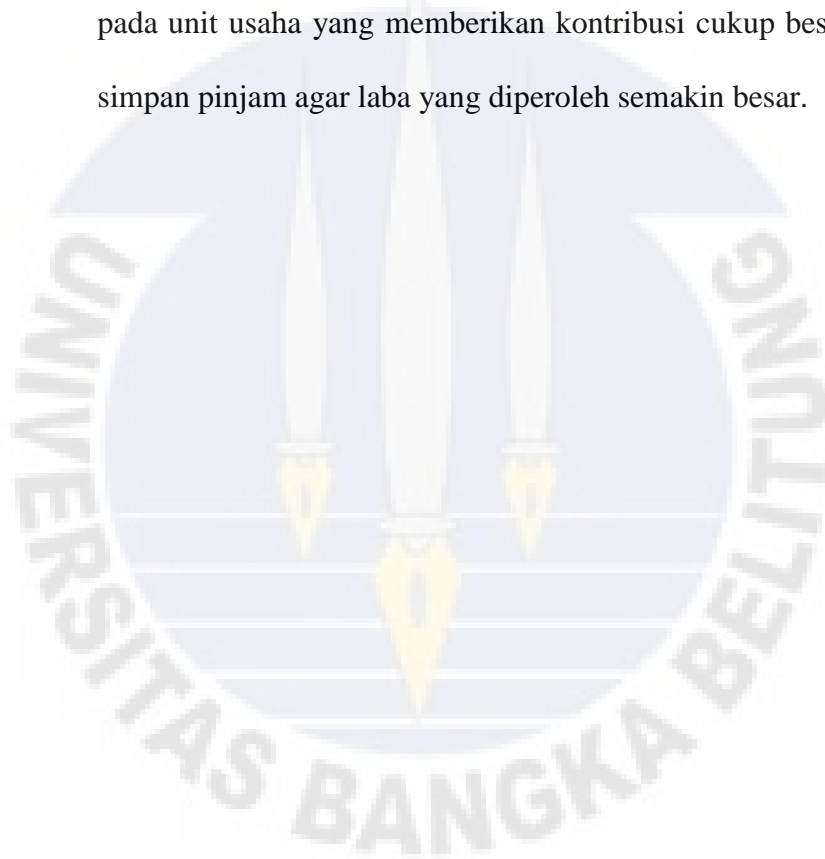 pada unit usaha yang memberikan kontribusi cukup bes
simpan pinjam agar laba yang diperoleh semakin besar.
UNIVERSITAS BANGKA BELITUNG